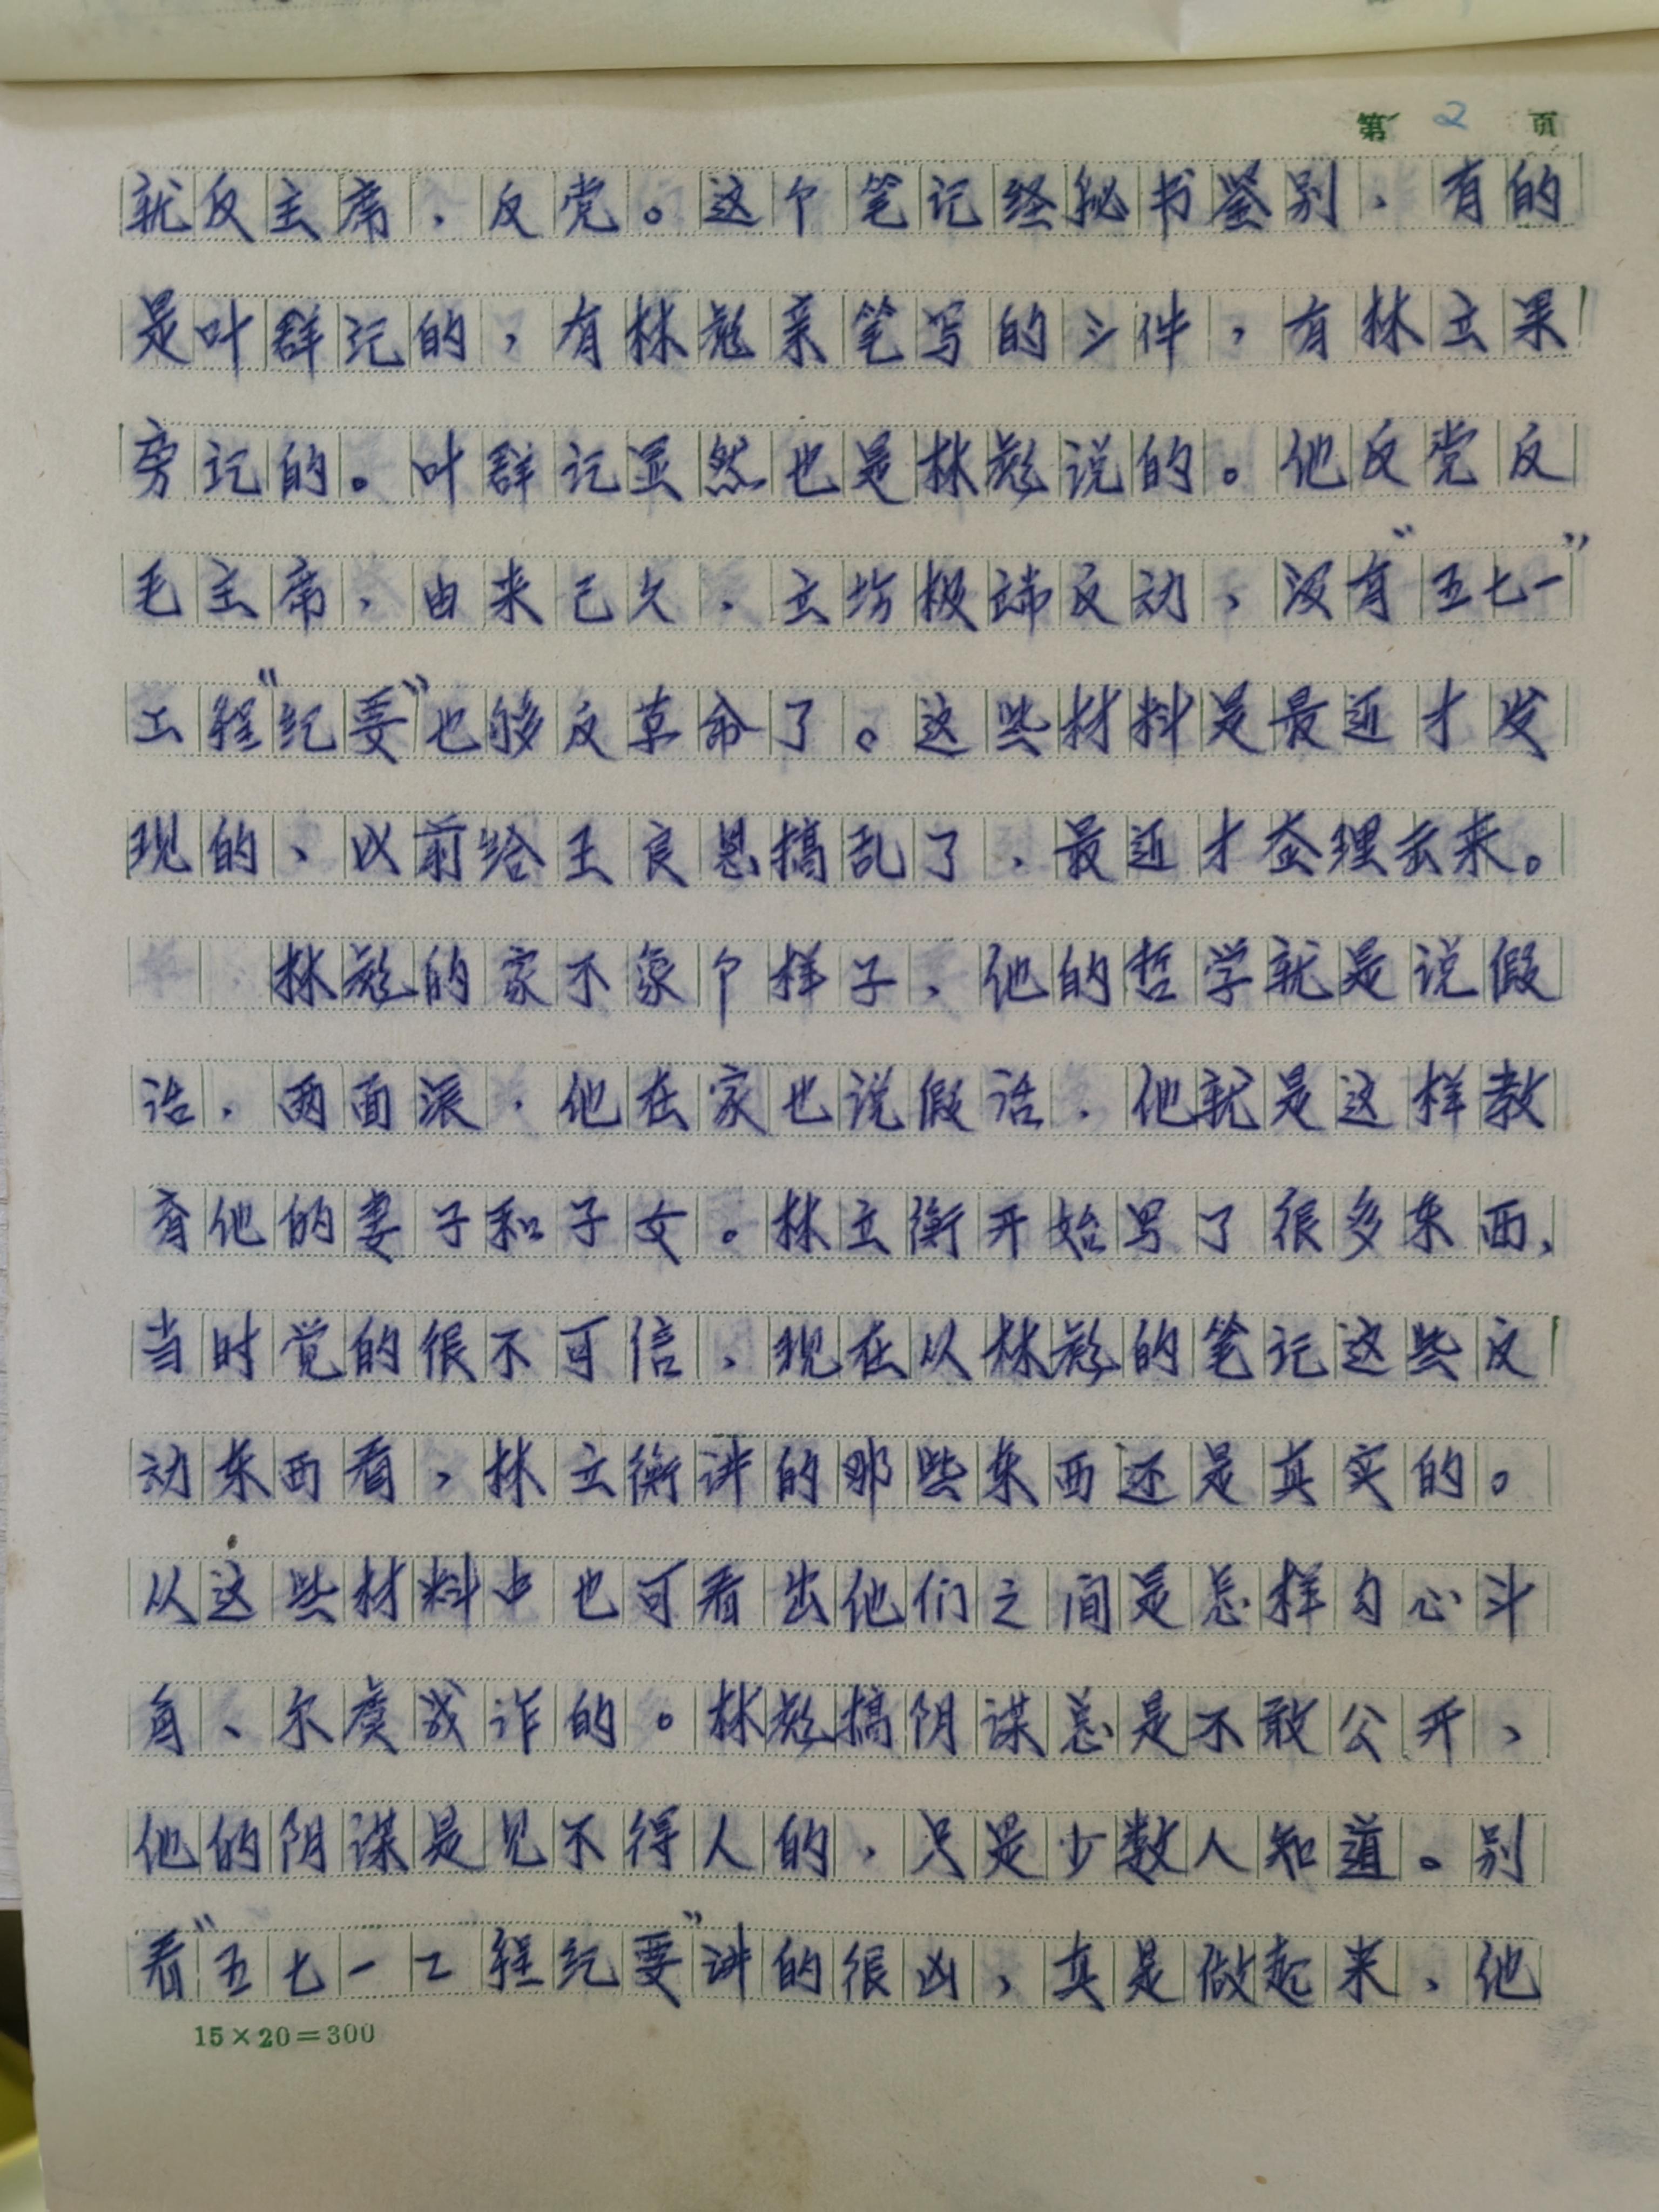 第 2 页
就反主席，反党。这个笔记经秘书鉴别，有的
是叶群记的，有林彪亲笔写的 件，有林立果
旁记的。叶群记显然也是林彪说的。他反党反
毛主席，由来已久，立场极端反动，没有“五七一”
工程“纪要”也够反革命了。这些材料是最近才发
现的、以前给王良恩搞乱了，最近才查理出来。
林彪的家不象个样子，他的哲学就是说假
话，两面派，他在家也说假话，他就是这样教
育他的妻子和子女。林立衡开始写了很多东西，
当时觉的很不可信，现在从林彪的笔记这些反
动东西看，林立衡讲的那些东西还是真实的。
从这些材料中也可看出他们之间是怎样勾心斗
角、尔虞我诈的。林彪搞阴谋总是不敢公开，
他的阴谋是见不得人的，只是少数人知道。别
看“五七一工程纪要”讲的很凶，真是做起来，他
15×20=300